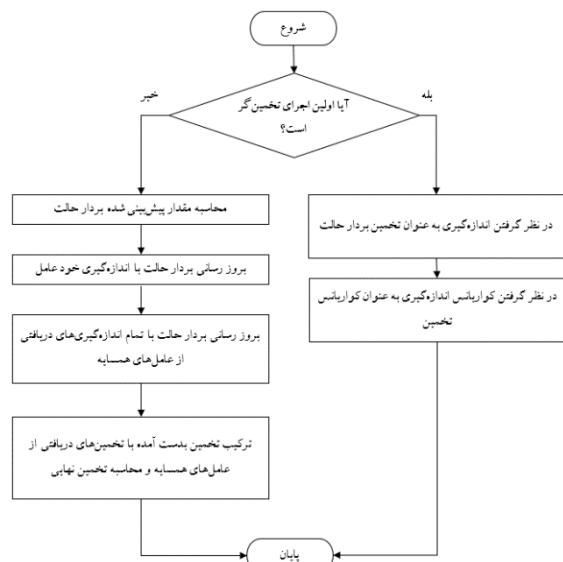 شروع
آیا اولین اجرای تخمین‌گر
است؟
بله
خیر
در نظر گرفتن اندازه‌گیری به عنوان تخمین بردار حالت
در نظر گرفتن کواریانس اندازه‌گیری به عنوان کواریانس
تخمین
محاسبه مقدار پیش‌بینی شده بردار حالت
بروز رسانی بردار حالت با اندازه‌گیری خود عامل
بروز رسانی بردار حالت با تمام اندازه‌گیری‌های دریافتی
از عامل‌های همسایه
ترکیب تخمین بدست آمده با تخمین‌های دریافتی از
عامل‌های همسایه و محاسبه تخمین نهایی
پایان